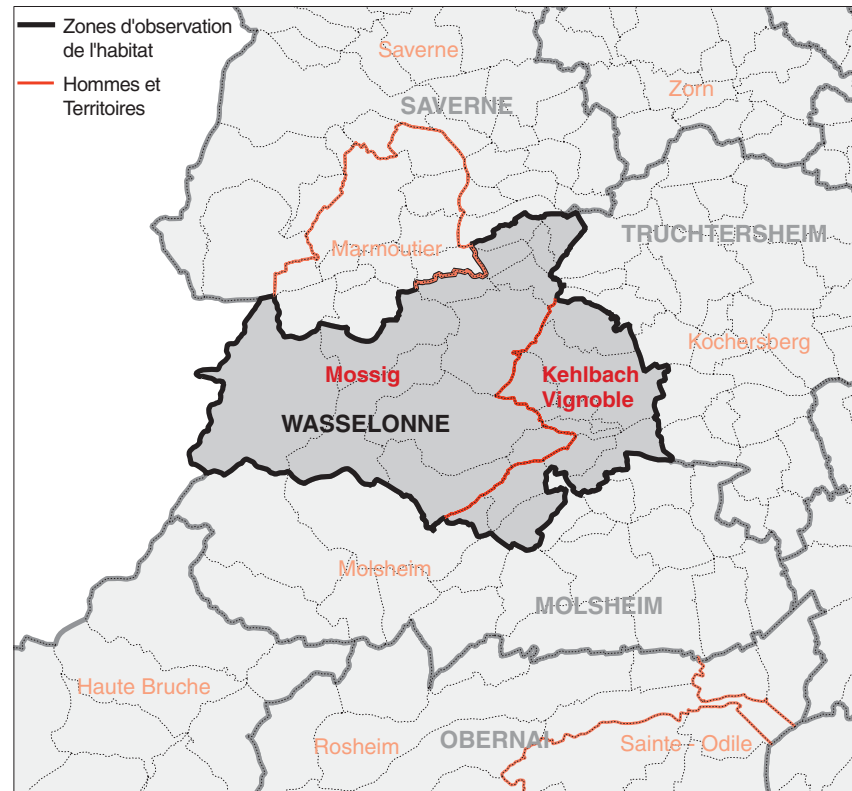 Zones d'observation
de l'habitat
Hommes et
Territoires
Saverne
Zorn
SAVERNE
TRUCHTERSHEIM
Marmoutier
Kochersberg
Mossig
Kehlbach
Vignoble
WASSELONNE
Molsheim
MOLSHEIM
Haute Bruche
Rosheim
OBERNAI
Sainte - Odile